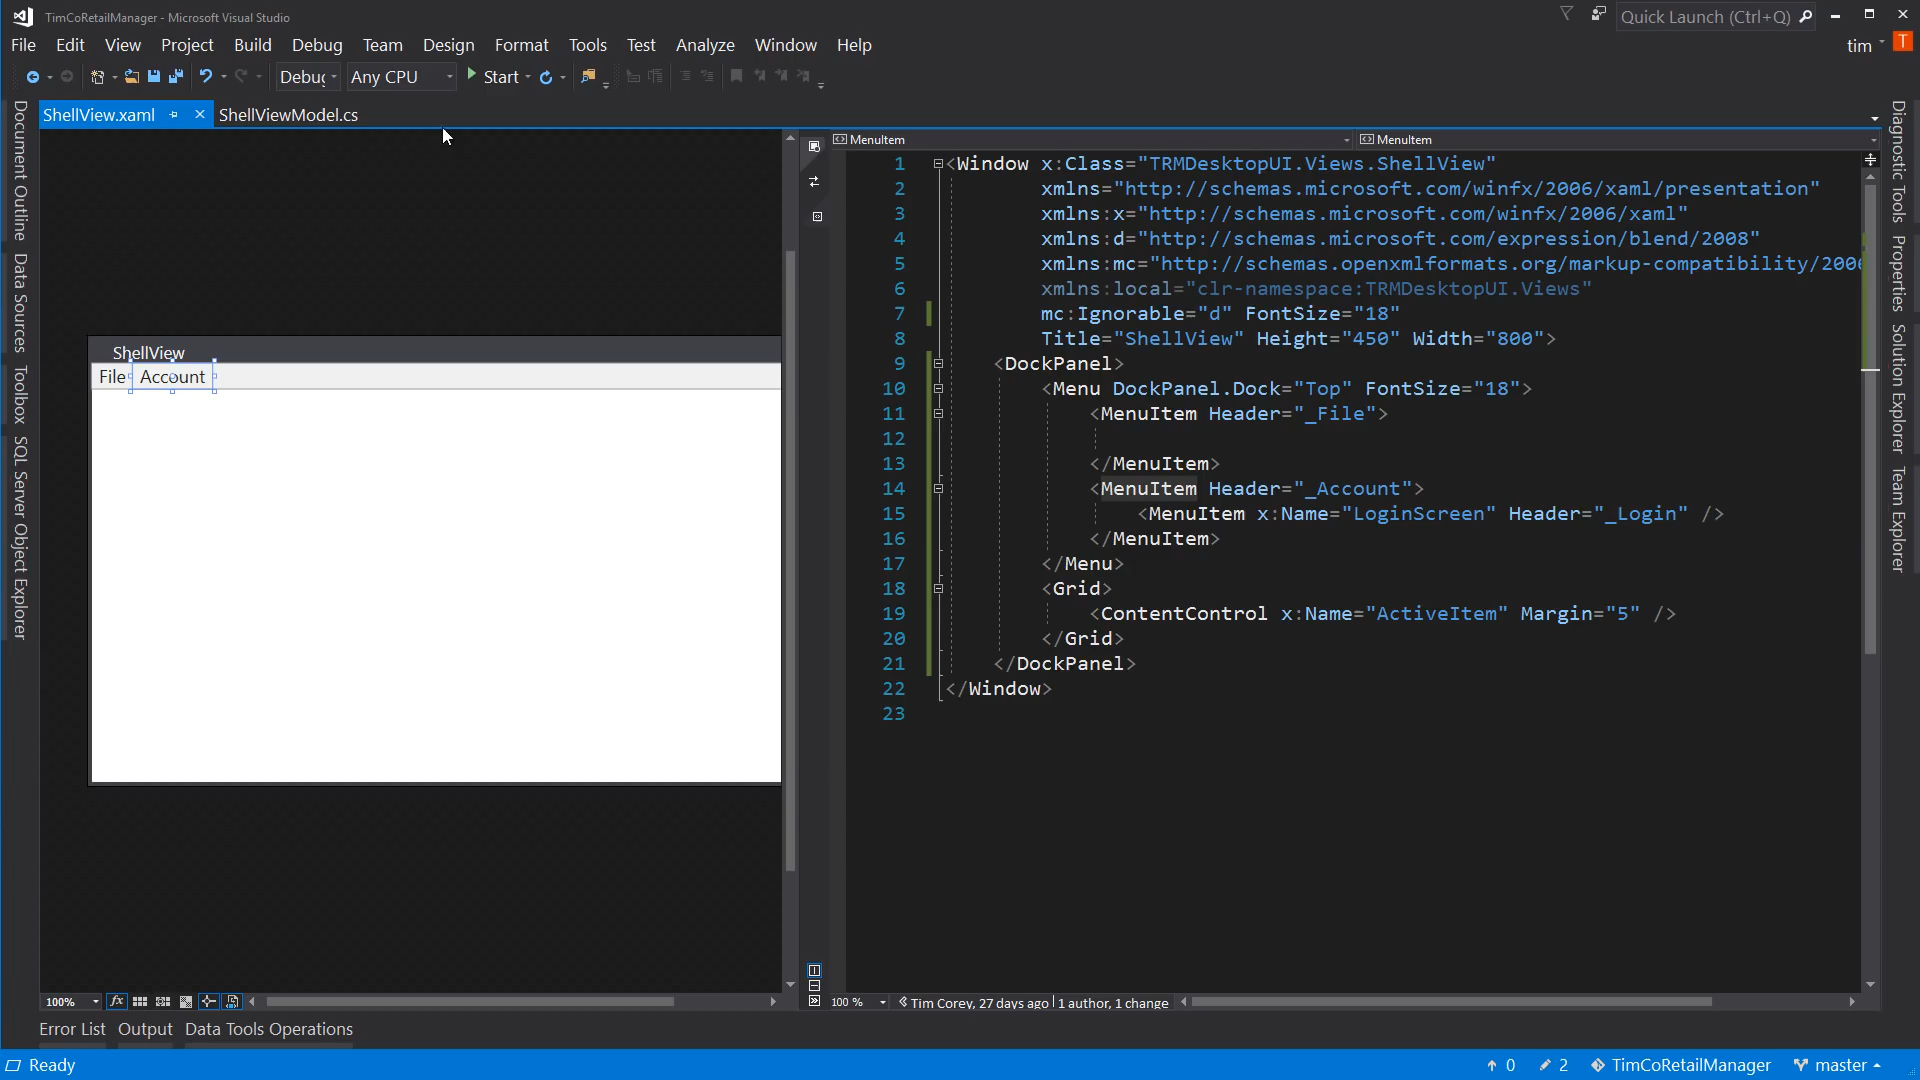 TimCoRetailManager - Microsoft Visual Studio
Quick Launch (Ctrl+Q)
File Edit View Project Build Debug Team Design Format Tools Test Analyze Window Help
tim T
Debug Any CPU Start
ShellView.xaml ShellViewModel.cs
Document Outline
Data Sources
Toolbox
SQL Server Object Explorer
ShellView
File Account
MenuItem MenuItem
1 <Window x:Class="TRMDesktopUI.Views.ShellView"
2 xmlns="http://schemas.microsoft.com/winfx/2006/xaml/presentation"
3 xmlns:x="http://schemas.microsoft.com/winfx/2006/xaml"
4 xmlns:d="http://schemas.microsoft.com/expression/blend/2008"
5 xmlns:mc="http://schemas.openxmlformats.org/markup-compatibility/2006
6 xmlns:local="clr-namespace:TRMDesktopUI.Views"
7 mc:Ignorable="d" FontSize="18"
8 Title="ShellView" Height="450" Width="800">
9 <DockPanel>
10 <Menu DockPanel.Dock="Top" FontSize="18">
11 <MenuItem Header="_File">
12
13 </MenuItem>
14 <MenuItem Header="_Account">
15 <MenuItem x:Name="LoginScreen" Header="_Login" />
16 </MenuItem>
17 </Menu>
18 <Grid>
19 <ContentControl x:Name="ActiveItem" Margin="5" />
20 </Grid>
21 </DockPanel>
22 </Window>
23
Diagnostic Tools
Properties
Solution Explorer
Team Explorer
100% fx
100 % Tim Corey, 27 days ago | 1 author, 1 change
Error List Output Data Tools Operations
Ready 0 2 TimCoRetailManager master